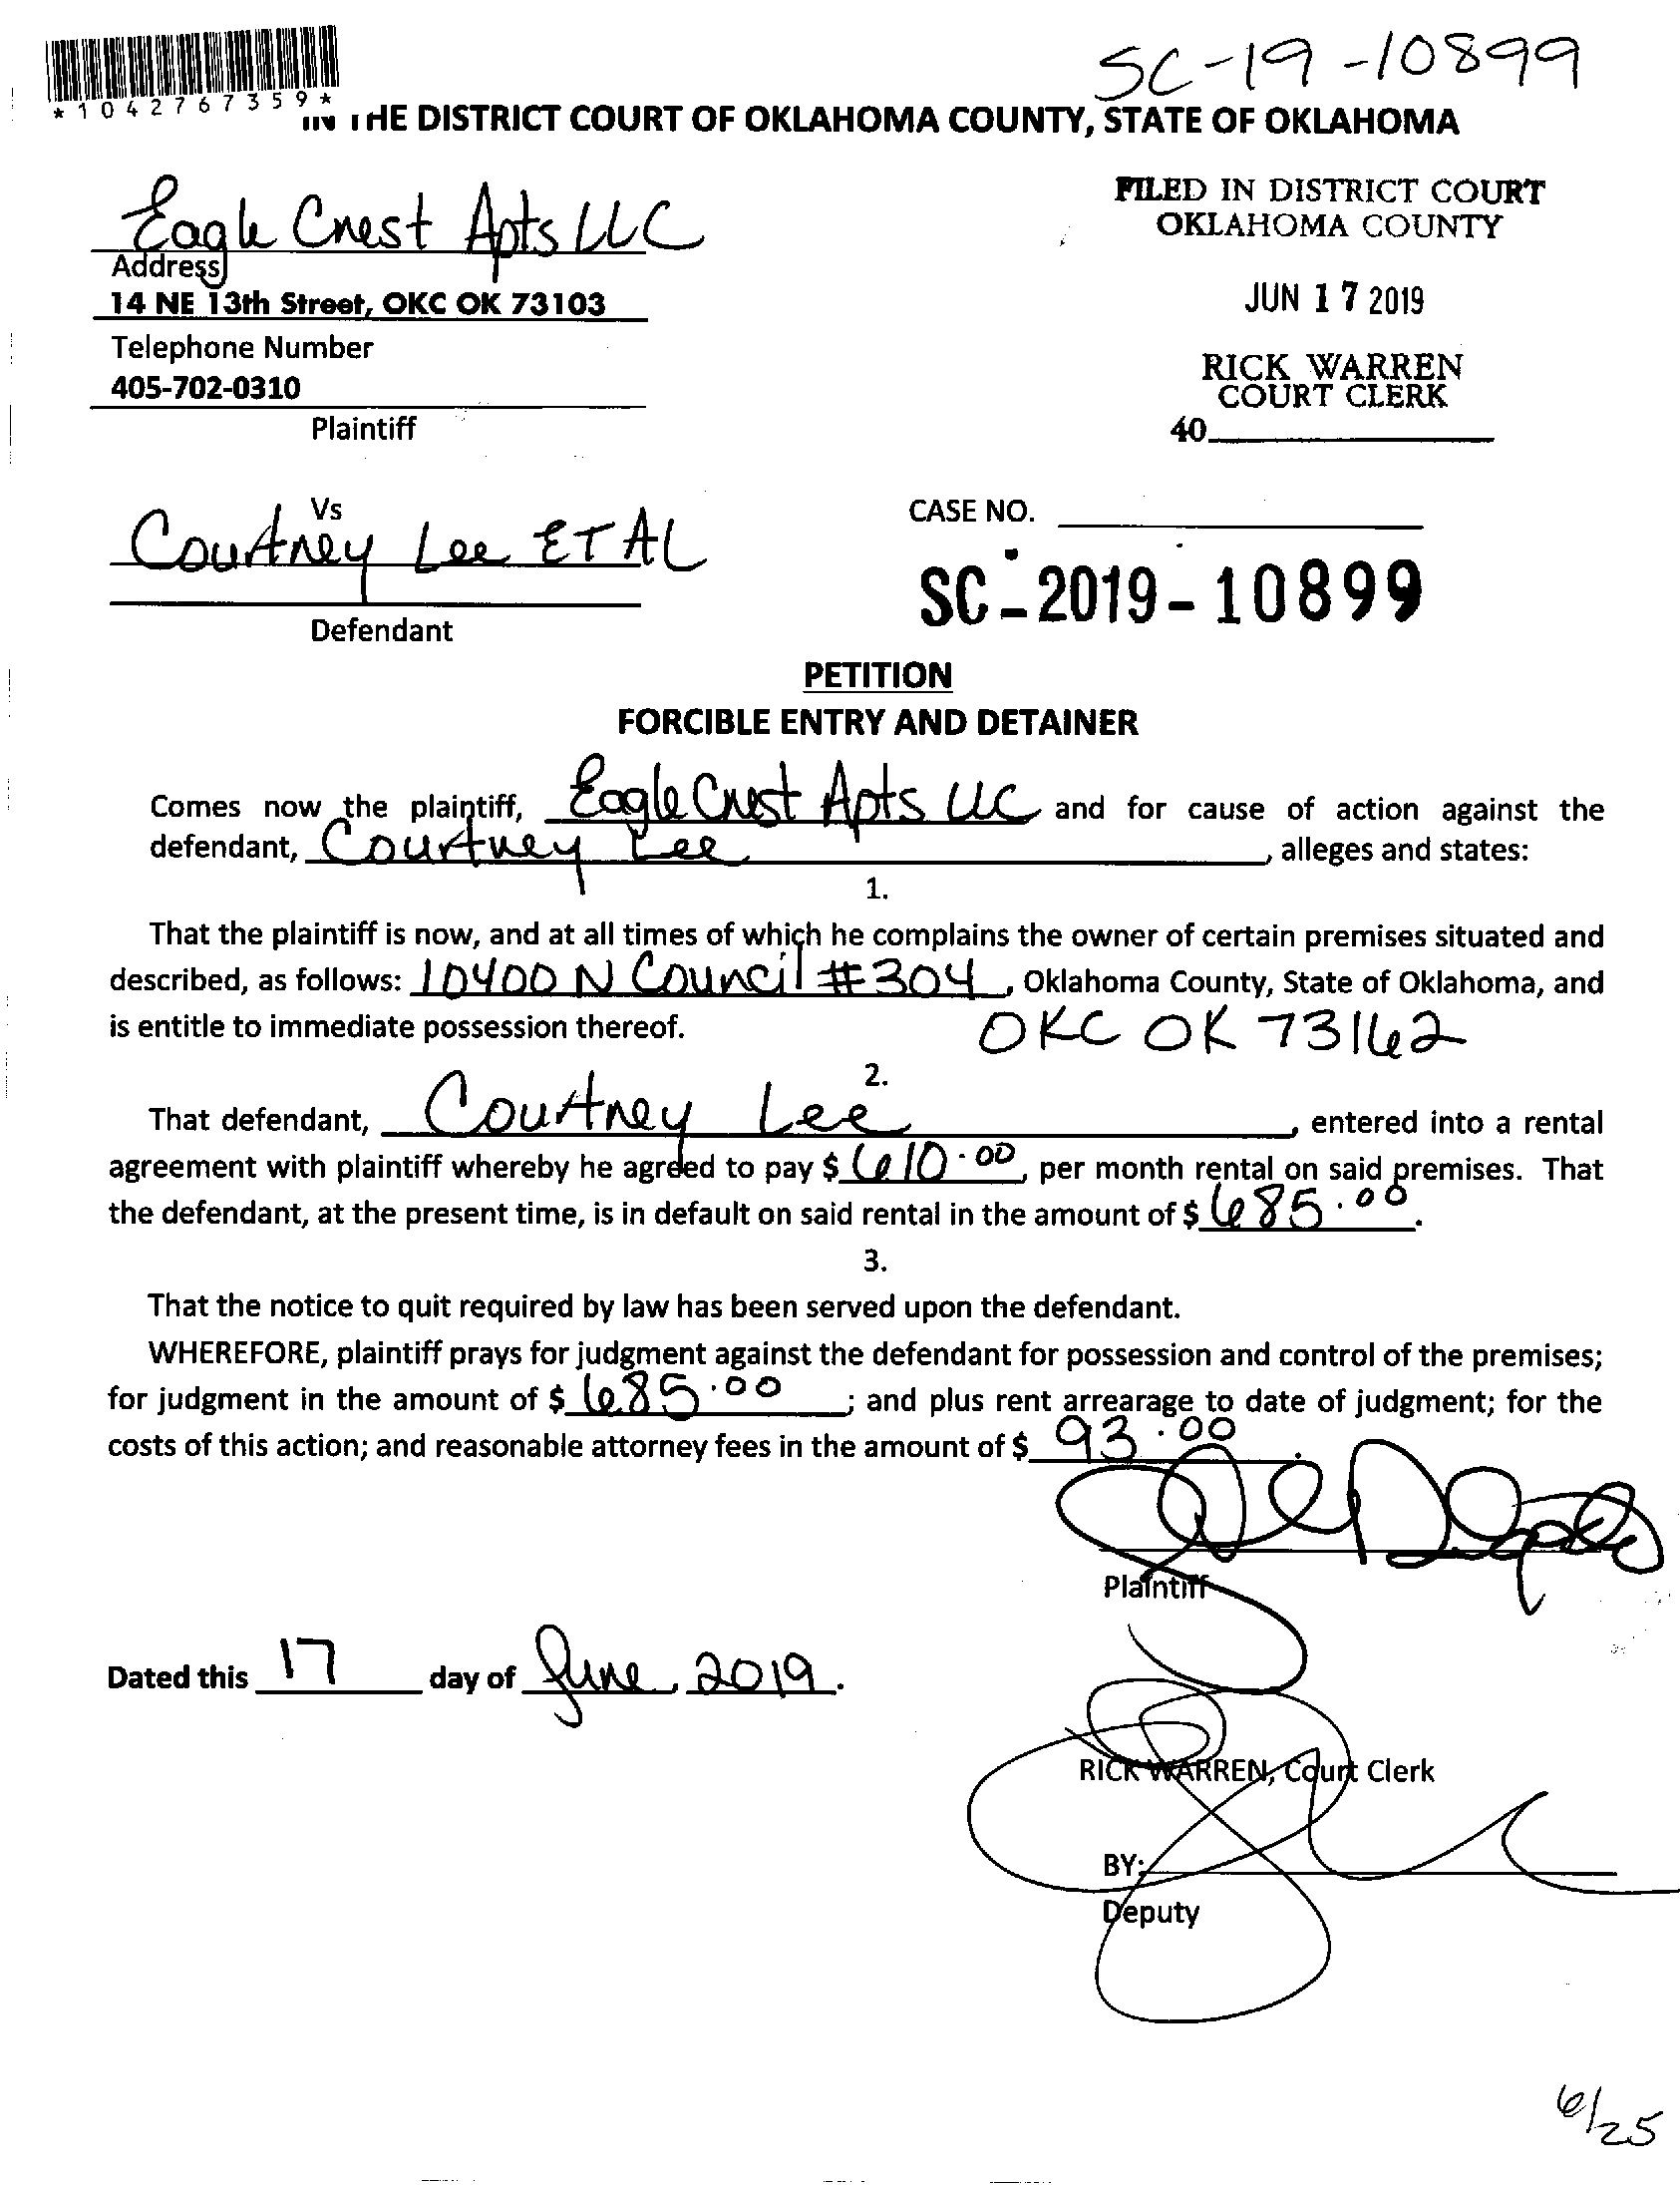 SC-19-10899
*1042767359*
IN THE DISTRICT COURT OF OKLAHOMA COUNTY, STATE OF OKLAHOMA
Eagle Crest Apts LLC
Address
14 NE 13th Street, OKC OK 73103
Telephone Number
405-702-0310
Plaintiff
FILED IN DISTRICT COURT
OKLAHOMA COUNTY
JUN 17 2019
RICK WARREN
COURT CLERK
40
Vs
Courtney Lee ET AL
Defendant
CASE NO.
SC-2019-10899
PETITION
FORCIBLE ENTRY AND DETAINER
Comes now the plaintiff, Eagle Crest Apts LLC and for cause of action against the
defendant, Courtney Lee, alleges and states:
1.
That the plaintiff is now, and at all times of which he complains the owner of certain premises situated and
described, as follows: 10400 N Council #304, Oklahoma County, State of Oklahoma, and
is entitle to immediate possession thereof. OKC OK 73162
2.
That defendant, Courtney Lee, entered into a rental
agreement with plaintiff whereby he agreed to pay $ 610.00, per month rental on said premises. That
the defendant, at the present time, is in default on said rental in the amount of $ 685.00.
3.
That the notice to quit required by law has been served upon the defendant.
WHEREFORE, plaintiff prays for judgment against the defendant for possession and control of the premises;
for judgment in the amount of $ 685.00; and plus rent arrearage to date of judgment; for the
costs of this action; and reasonable attorney fees in the amount of $ 93.00.
Plaintiff
Dated this 17 day of June, 2019.
RICK WARREN, Court Clerk
BY:
Deputy
6/25